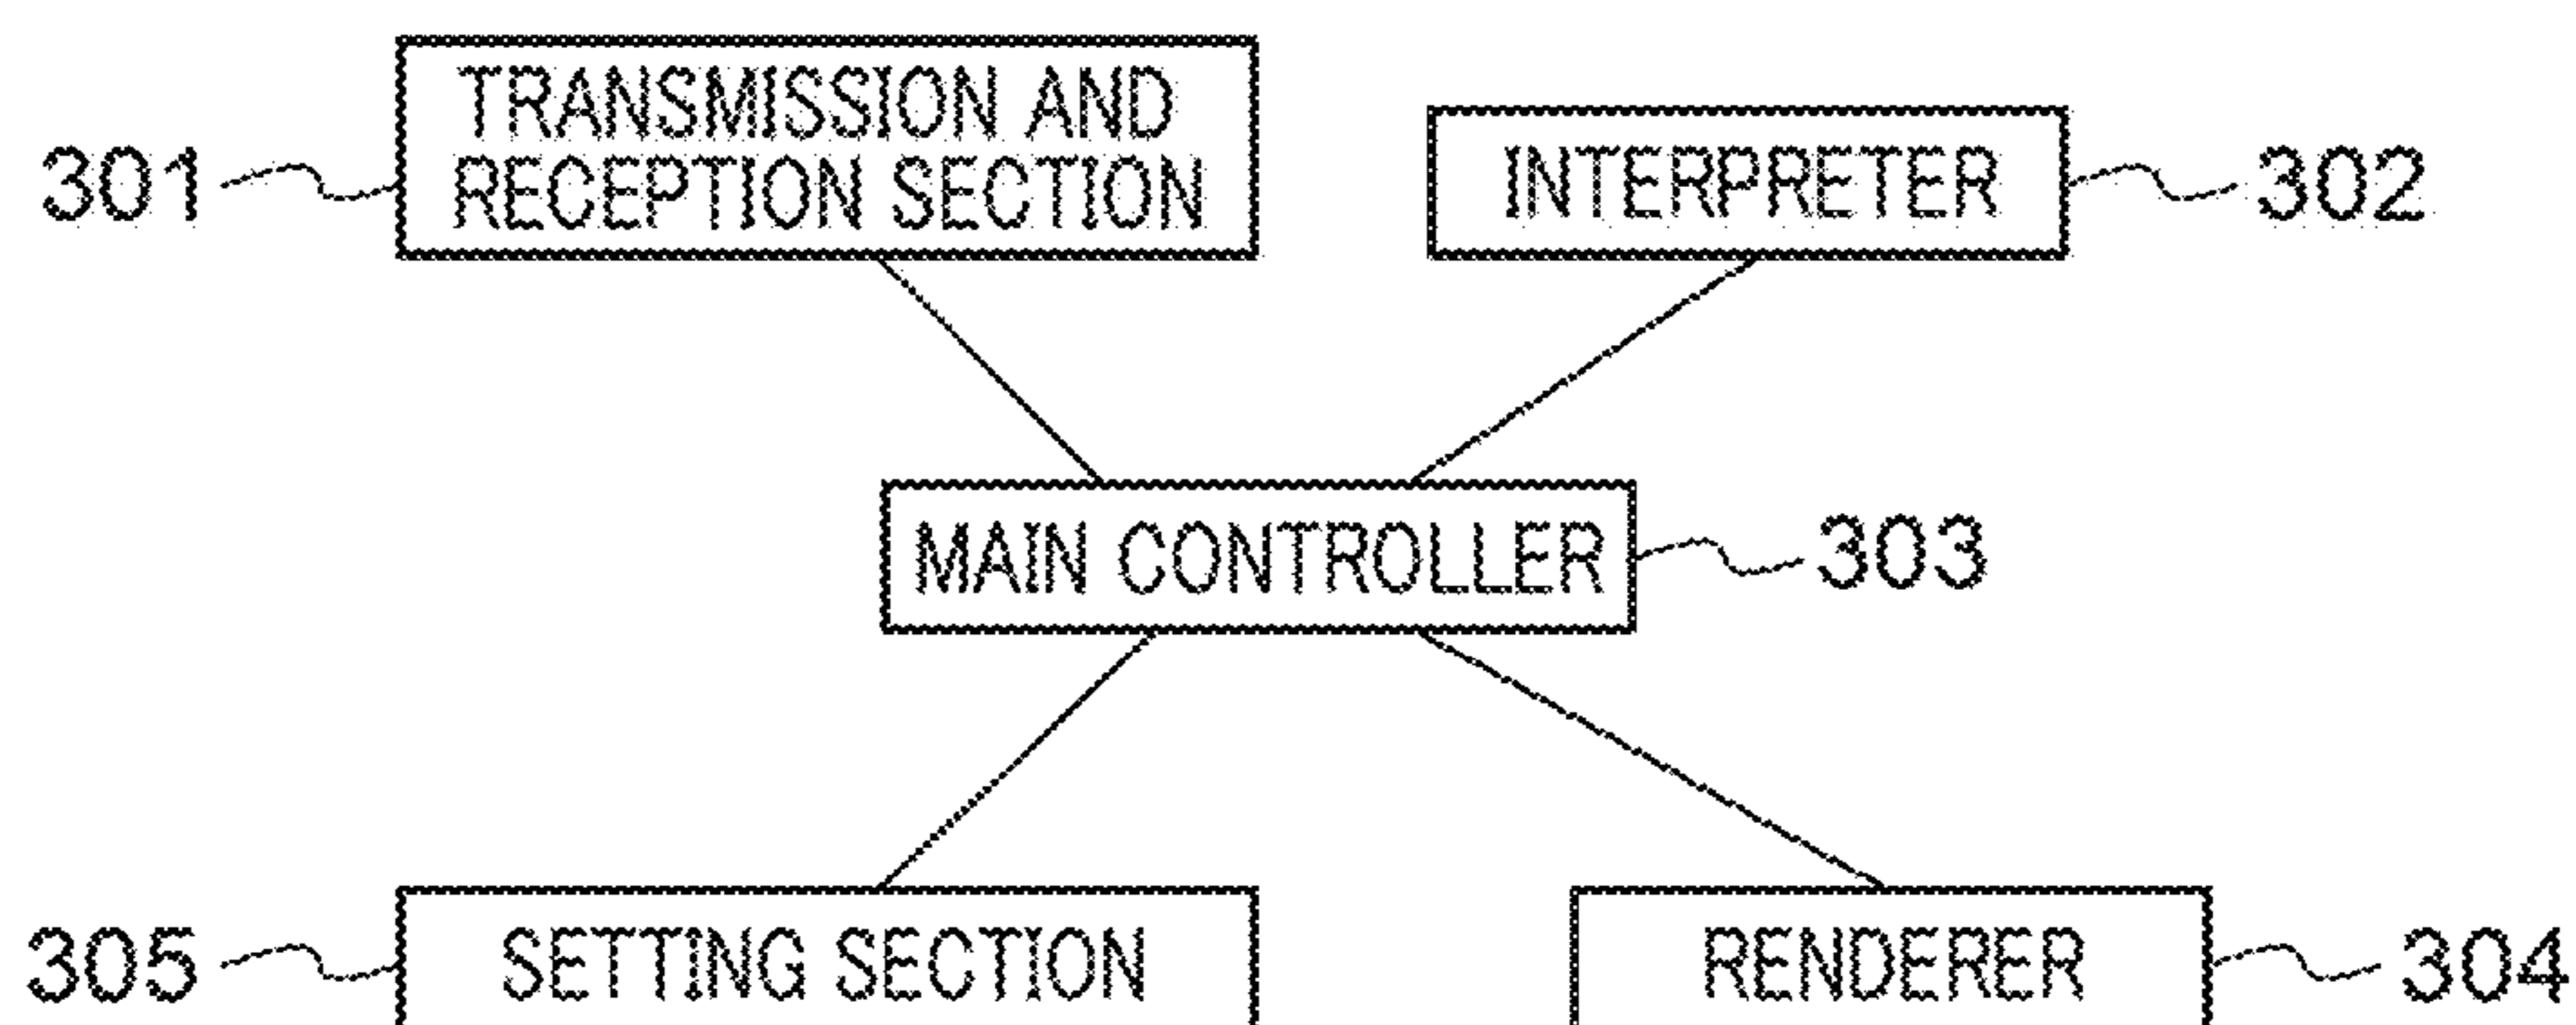 TRANSMISSION AND
RECEPTION SECTION
301
INTERPRETER
302
MAIN CONTROLLER
303
305
SETTING SECTION
RENDERER
304